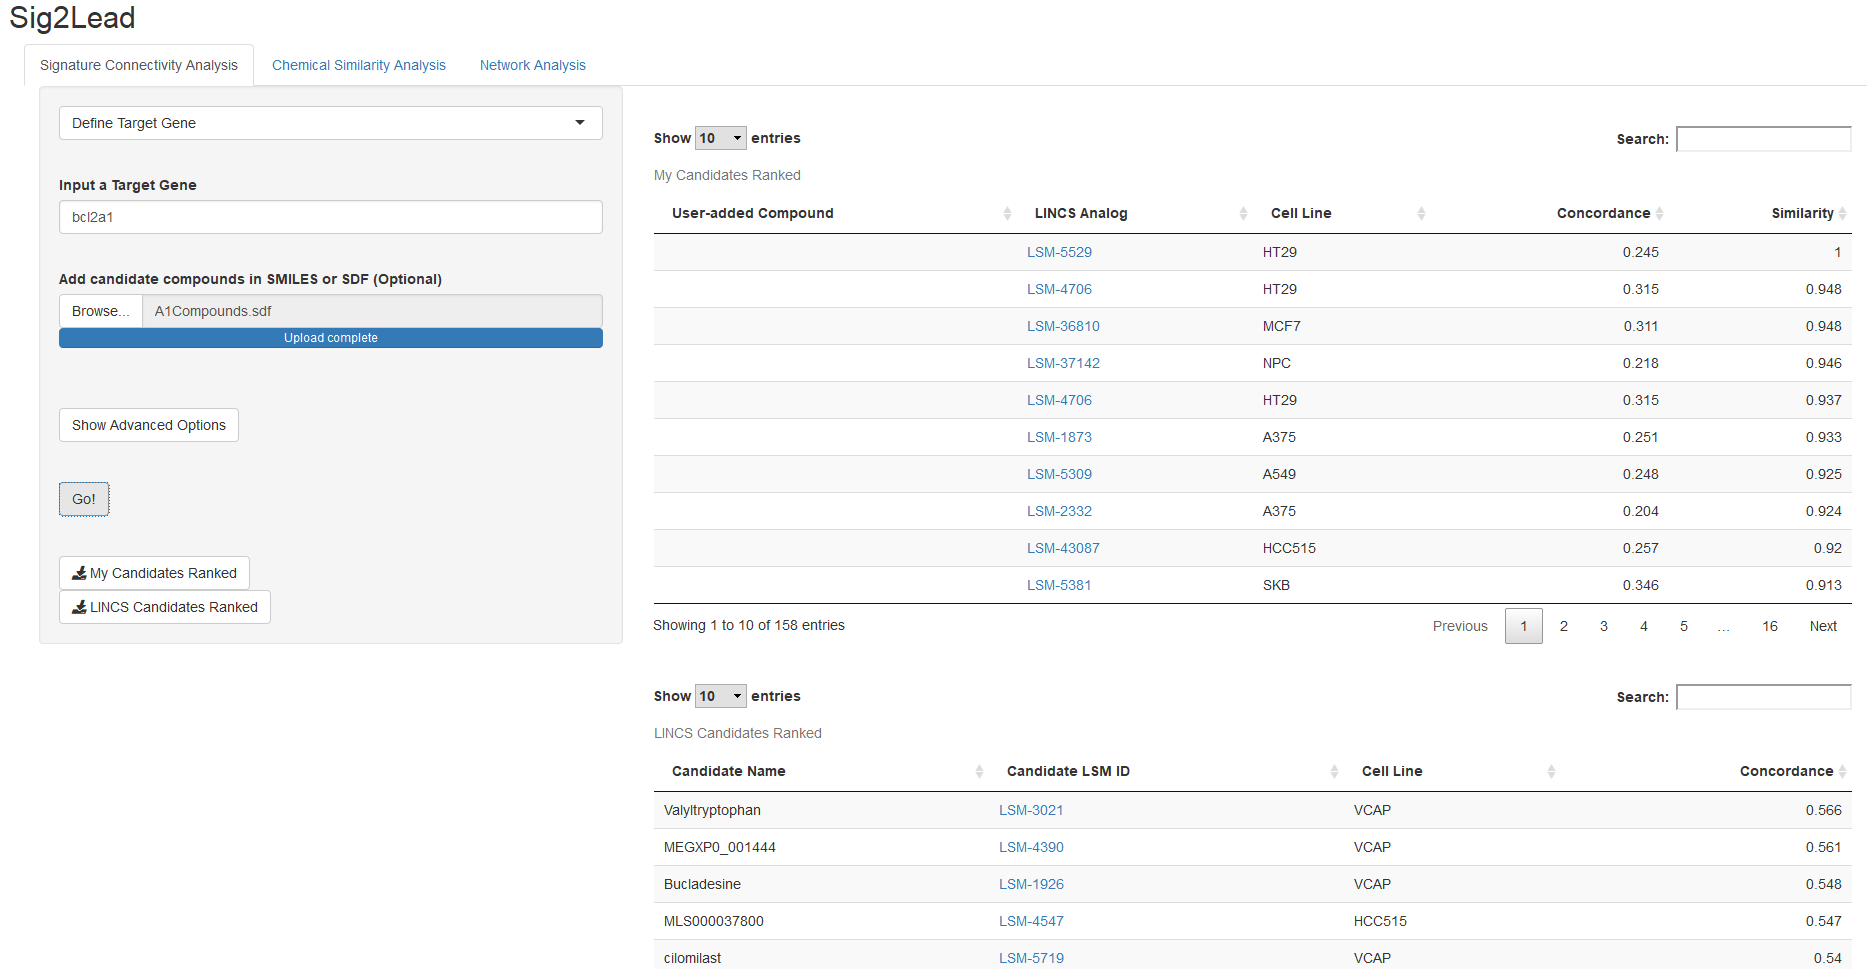 Sig2Lead
Signature Connectivity Analysis Chemical Similarity Analysis Network Analysis
Define Target Gene
Input a Target Gene
bcl2a1
Add candidate compounds in SMILES or SDF (Optional)
Browse... A1Compounds.sdf
Upload complete
Show Advanced Options
Go!
My Candidates Ranked
LINCS Candidates Ranked
Show 10 entries Search:
My Candidates Ranked
User-added Compound LINCS Analog Cell Line Concordance Similarity
LSM-5529 HT29 0.245 1
LSM-4706 HT29 0.315 0.948
LSM-36810 MCF7 0.311 0.948
LSM-37142 NPC 0.218 0.946
LSM-4706 HT29 0.315 0.937
LSM-1873 A375 0.251 0.933
LSM-5309 A549 0.248 0.925
LSM-2332 A375 0.204 0.924
LSM-43087 HCC515 0.257 0.92
LSM-5381 SKB 0.346 0.913
Showing 1 to 10 of 158 entries Previous 1 2 3 4 5 ... 16 Next
Show 10 entries Search:
LINCS Candidates Ranked
Candidate Name Candidate LSM ID Cell Line Concordance
Valyltryptophan LSM-3021 VCAP 0.566
MEGXP0_001444 LSM-4390 VCAP 0.561
Bucladesine LSM-1926 VCAP 0.548
MLS000037800 LSM-4547 HCC515 0.547
cilomilast LSM-5719 VCAP 0.54